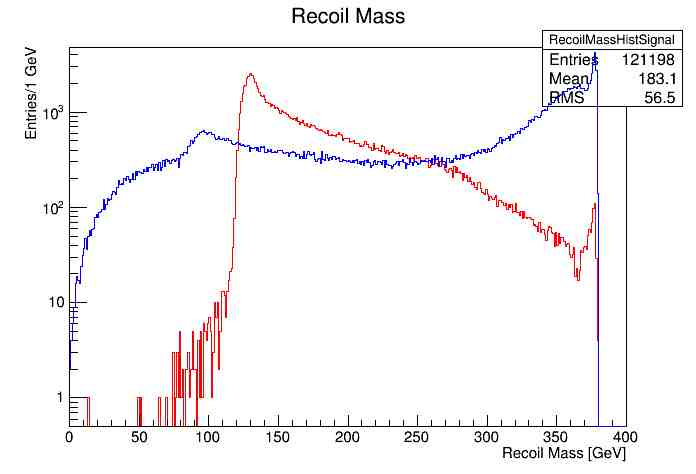 Recoil Mass
RecoilMassHistSignal
Entries 121198
Mean 183.1
RMS 56.5
Entries/1 GeV
10³
10²
10
1
0 50 100 150 200 250 300 350 400
Recoil Mass [GeV]